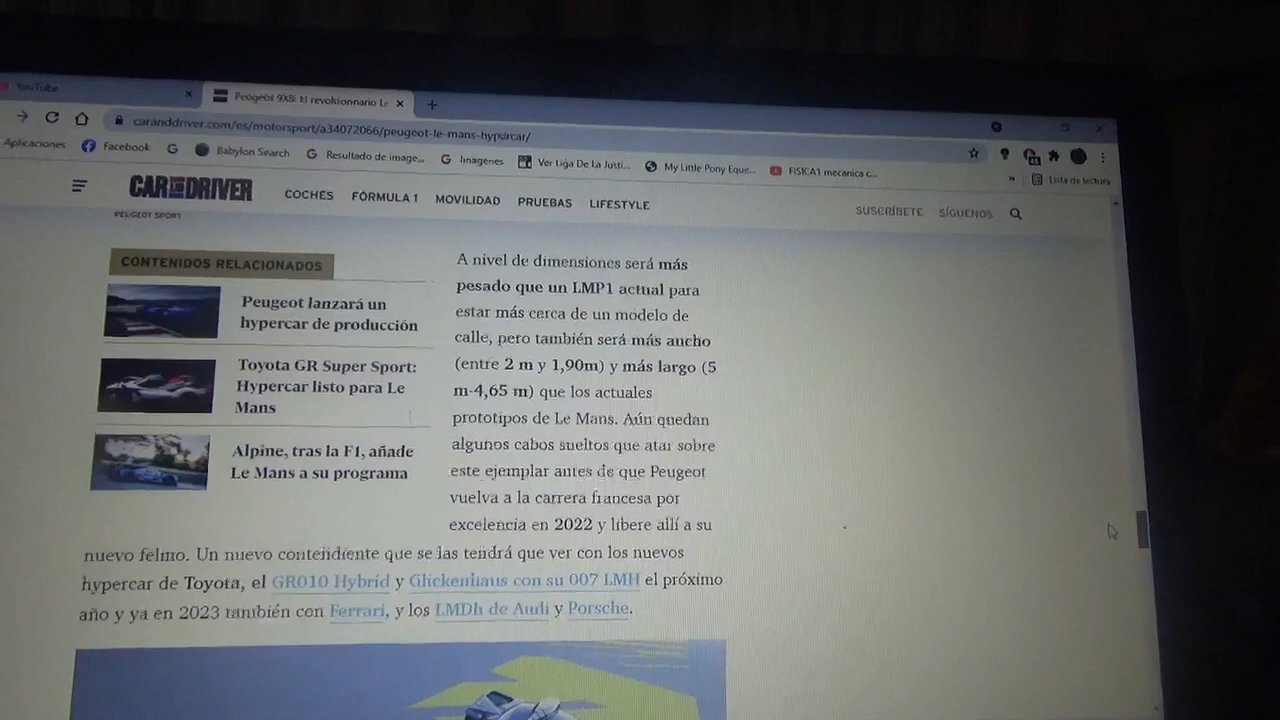 YouTube
Peugeot 9X8: El revolucionario Le
caranddriver.com/es/motorsport/a34072066/peugeot-le-mans-hypercar/
Aplicaciones
Facebook
Babylon Search
Resultado de image...
Imagenes
Ver Liga De La Justi...
My Little Pony Eque...
FISICA1 mecanica c...
»
Lista de lectura
CAR AND DRIVER
COCHES
FÓRMULA 1
MOVILIDAD
PRUEBAS
LIFESTYLE
SUSCRÍBETE
SÍGUENOS
PEUGEOT SPORT
CONTENIDOS RELACIONADOS
Peugeot lanzará un
hypercar de producción
Toyota GR Super Sport:
Hypercar listo para Le
Mans
Alpine, tras la F1, añade
Le Mans a su programa
A nivel de dimensiones será más
pesado que un LMP1 actual para
estar más cerca de un modelo de
calle, pero también será más ancho
(entre 2 m y 1,90m) y más largo (5
m-4,65 m) que los actuales
prototipos de Le Mans. Aún quedan
algunos cabos sueltos que atar sobre
este ejemplar antes de que Peugeot
vuelva a la carrera francesa por
excelencia en 2022 y libere allí a su
nuevo felino. Un nuevo contendiente que se las tendrá que ver con los nuevos
hypercar de Toyota, el GR010 Hybrid y Glickenhaus con su 007 LMH el próximo
año y ya en 2023 también con Ferrari, y los LMDh de Audi y Porsche.